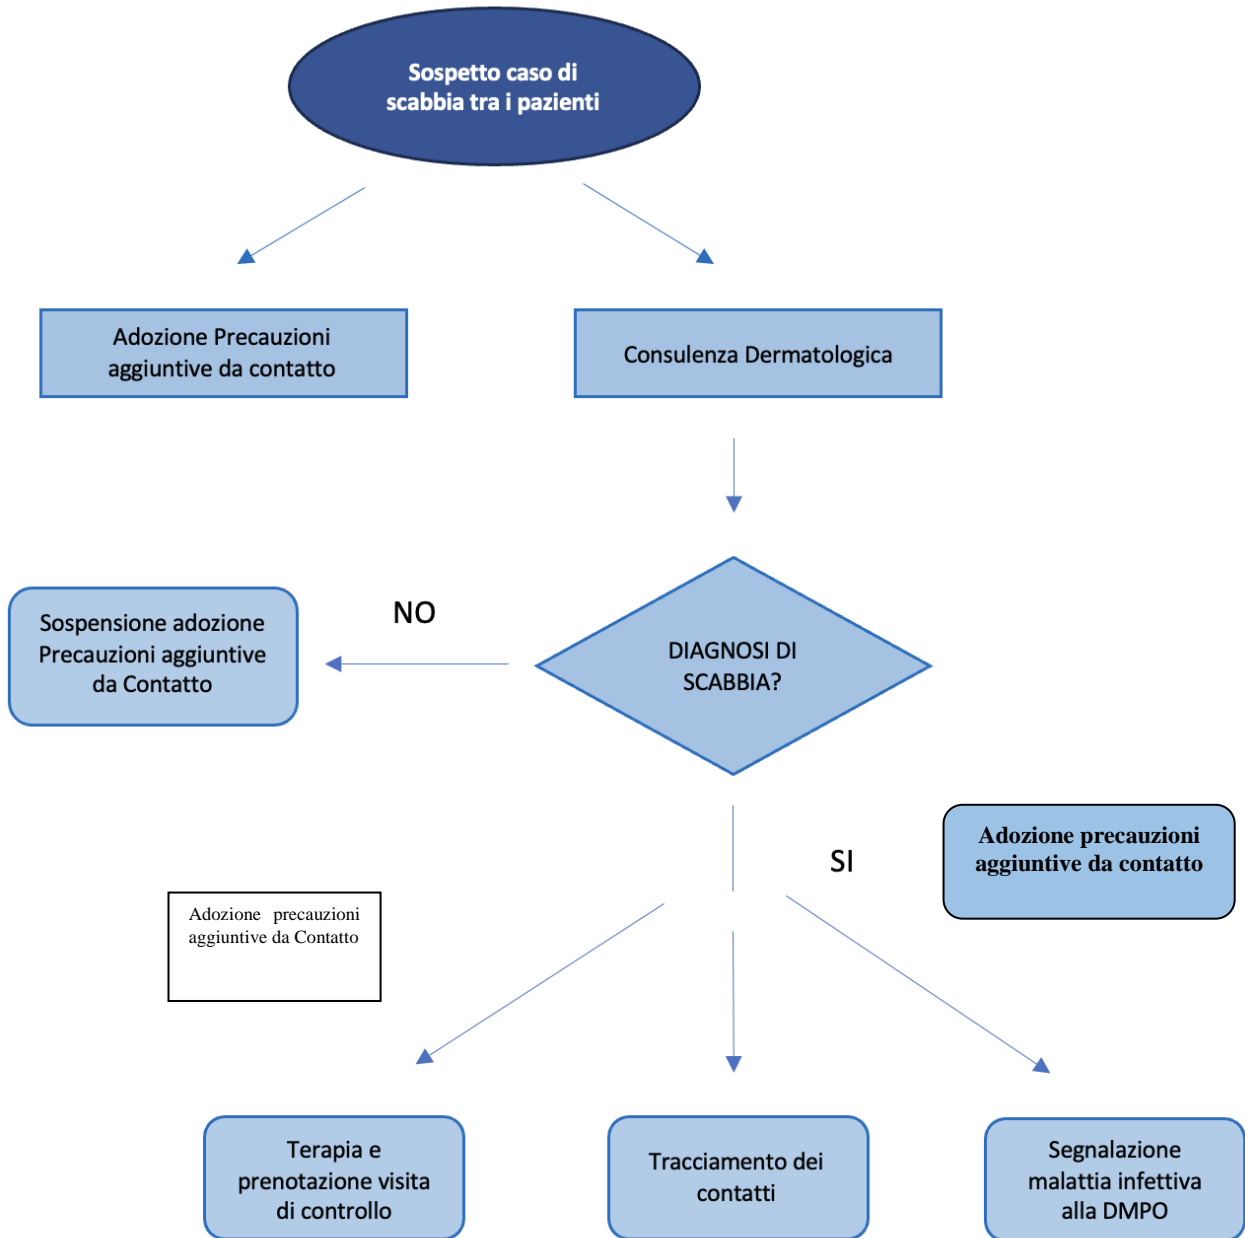 Sospetto caso di
scabbia tra i pazienti
Adozione Precauzioni
aggiuntive da contatto
Consulenza Dermatologica
Sospensione adozione
Precauzioni aggiuntive
da Contatto
NO
DIAGNOSI DI
SCABBIA?
SI
Adozione precauzioni
aggiuntive da contatto
Adozione precauzioni
aggiuntive da Contatto
Terapia e
prenotazione visita
di controllo
Tracciamento dei
contatti
Segnalazione
malattia infettiva
alla DMPO